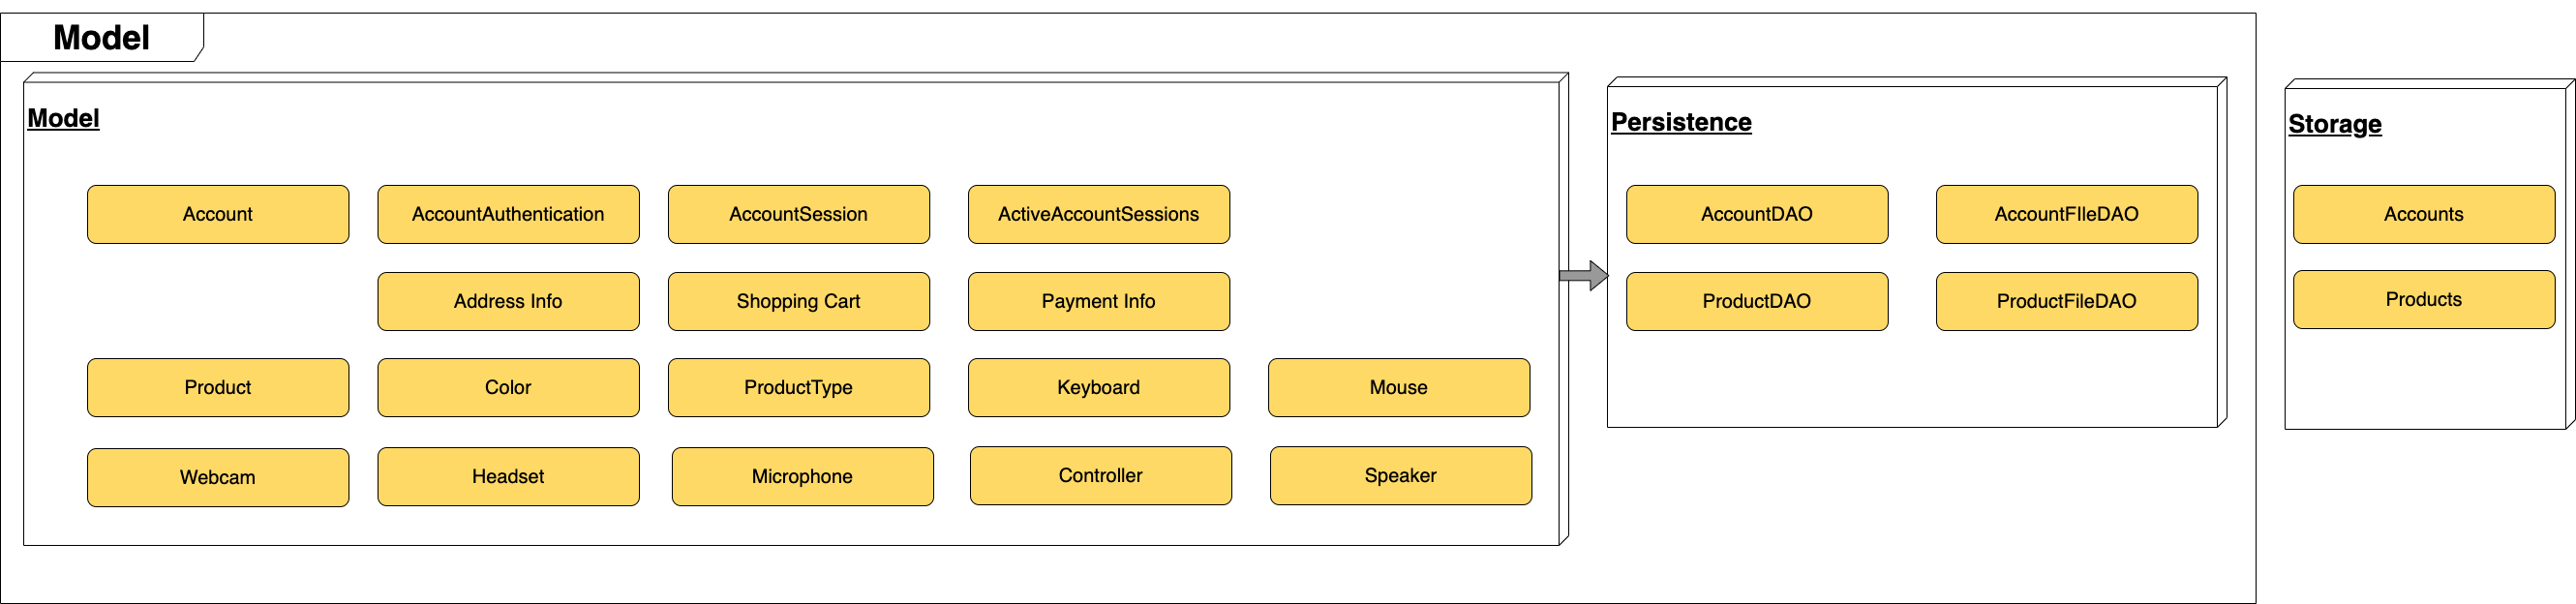 Model
Model
Account
AccountAuthentication
AccountSession
ActiveAccountSessions
Address Info
Shopping Cart
Payment Info
Product
Color
ProductType
Keyboard
Mouse
Webcam
Headset
Microphone
Controller
Speaker
Persistence
AccountDAO
AccountFIleDAO
ProductDAO
ProductFileDAO
Storage
Accounts
Products